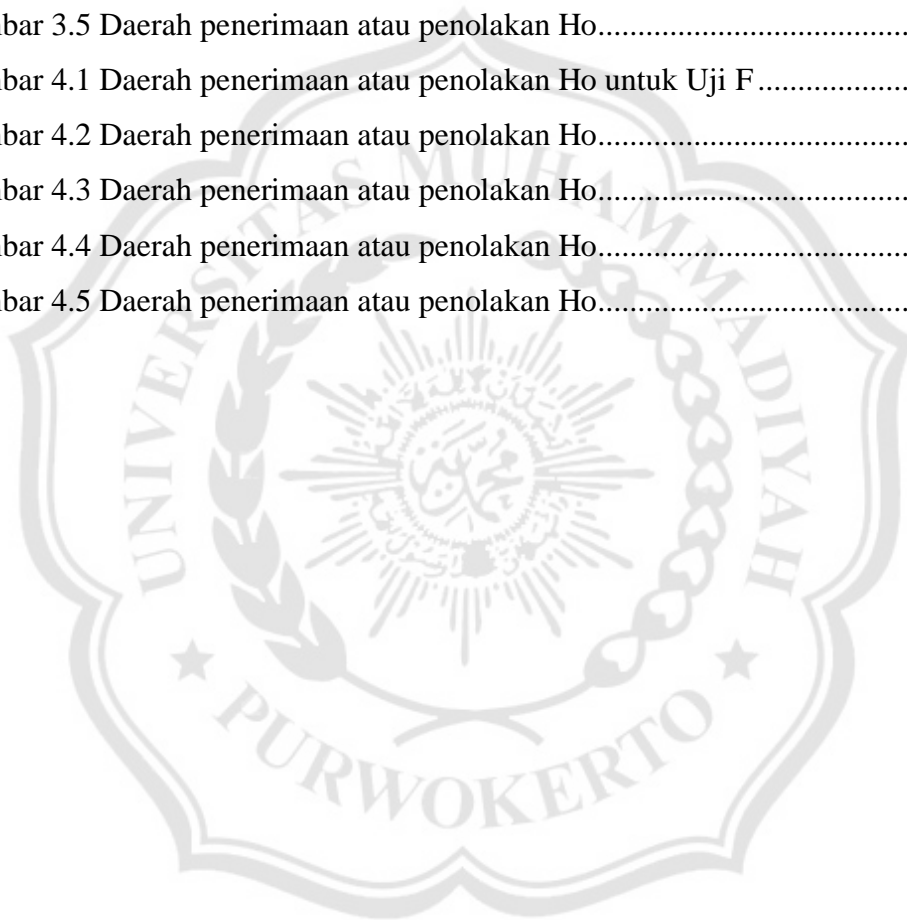 bar 3.5 Daerah penerimaan atau penolakan Ho.......................................
bar 4.1 Daerah penerimaan atau penolakan Ho untuk Uji F...................
bar 4.2 Daerah penerimaan atau penolakan Ho.......................................
bar 4.3 Daerah penerimaan atau penolakan Ho.......................................
bar 4.4 Daerah penerimaan atau penolakan Ho.......................................
bar 4.5 Daerah penerimaan atau penolakan Ho.......................................
UNIVERSITAS MUHAMMADIYAH
PURWOKERTO